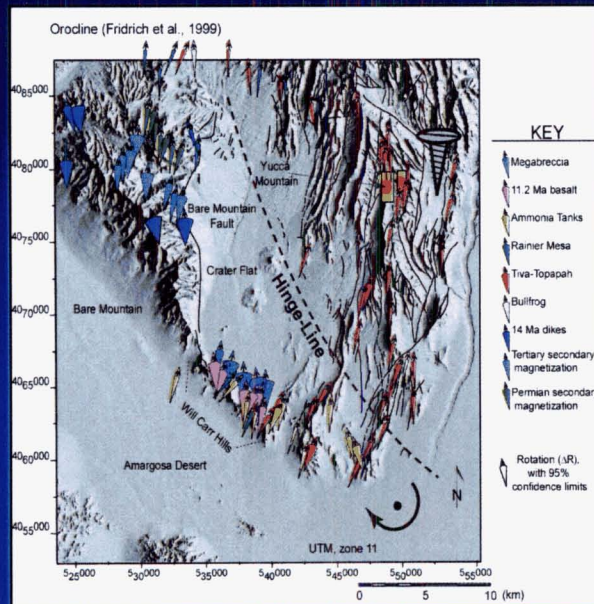 Orocline (Fridrich et al., 1999)
4085000
4080000
4075000
4070000
4065000
4060000
4055000
Yucca
Mountain
Bare Mountain
Fault
Crater Flat
Bare Mountain
Hinge-Line
Will Carr Hills
Amargosa Desert
N
UTM, zone 11
525000
530000
535000
540000
545000
550000
555000
0 5 10 (km)
KEY
Megabreccia
11.2 Ma basalt
Ammonia Tanks
Rainier Mesa
Tiva-Topapah
Bullfrog
14 Ma dikes
Tertiary secondary
magnetization
Permian secondary
magnetization
Rotation (ΔR),
with 95%
confidence limits